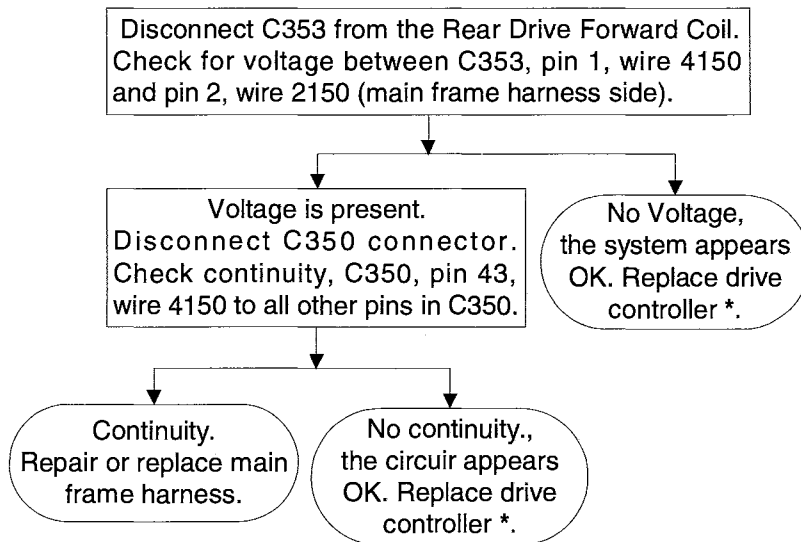 Disconnect C353 from the Rear Drive Forward Coil.
Check for voltage between C353, pin 1, wire 4150
and pin 2, wire 2150 (main frame harness side).
Voltage is present.
Disconnect C350 connector.
Check continuity, C350, pin 43,
wire 4150 to all other pins in C350.
No Voltage,
the system appears
OK. Replace drive
controller *.
Continuity.
Repair or replace main
frame harness.
No continuity.,
the circuir appears
OK. Replace drive
controller *.